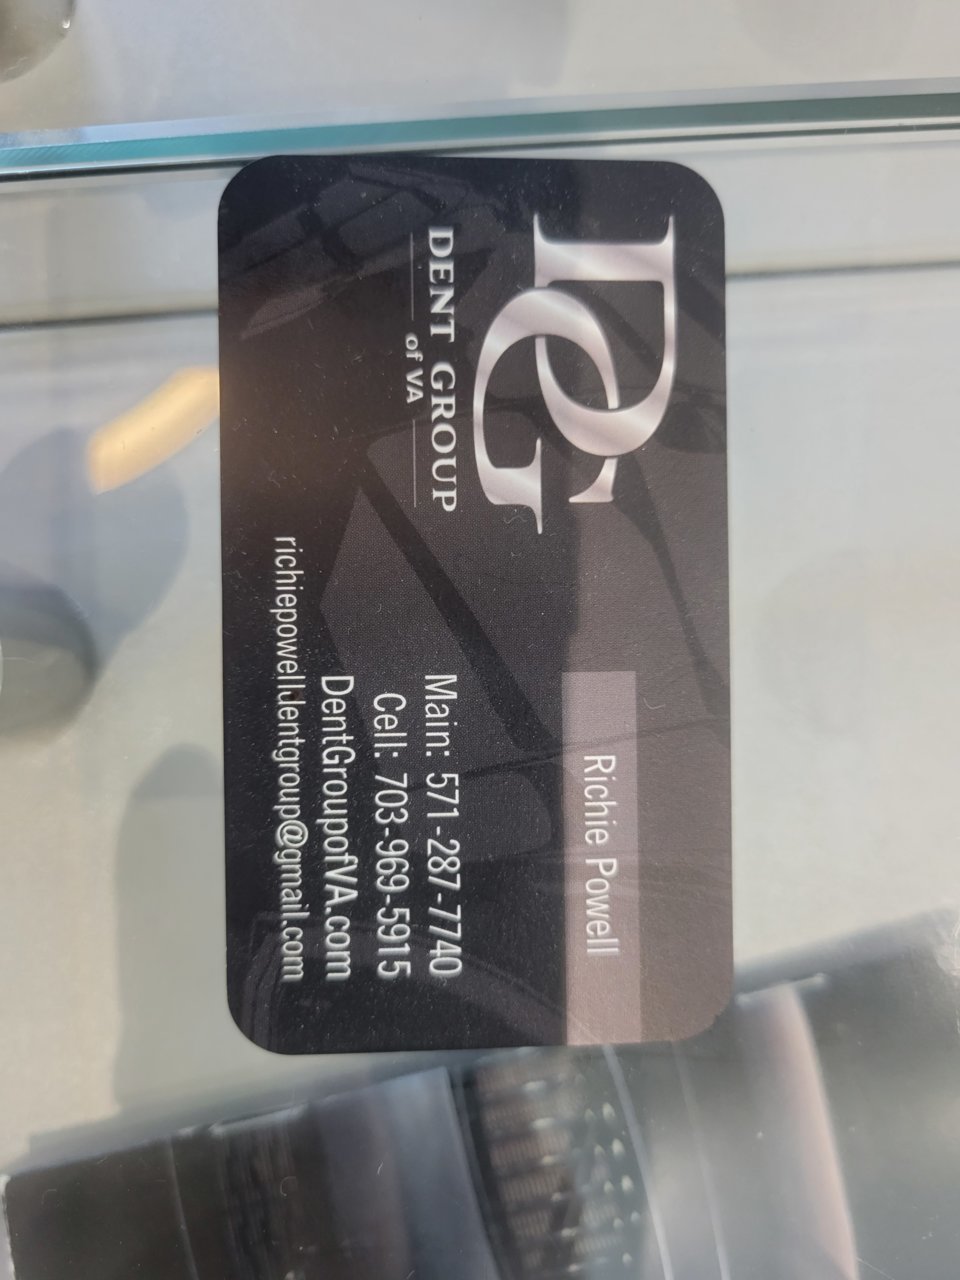 DG
DENT GROUP
of VA
Richie Powell
Main: 571-287-7740
Cell: 703-969-5915
DentGroupofVA.com
richiepowelldentgroup@gmail.com